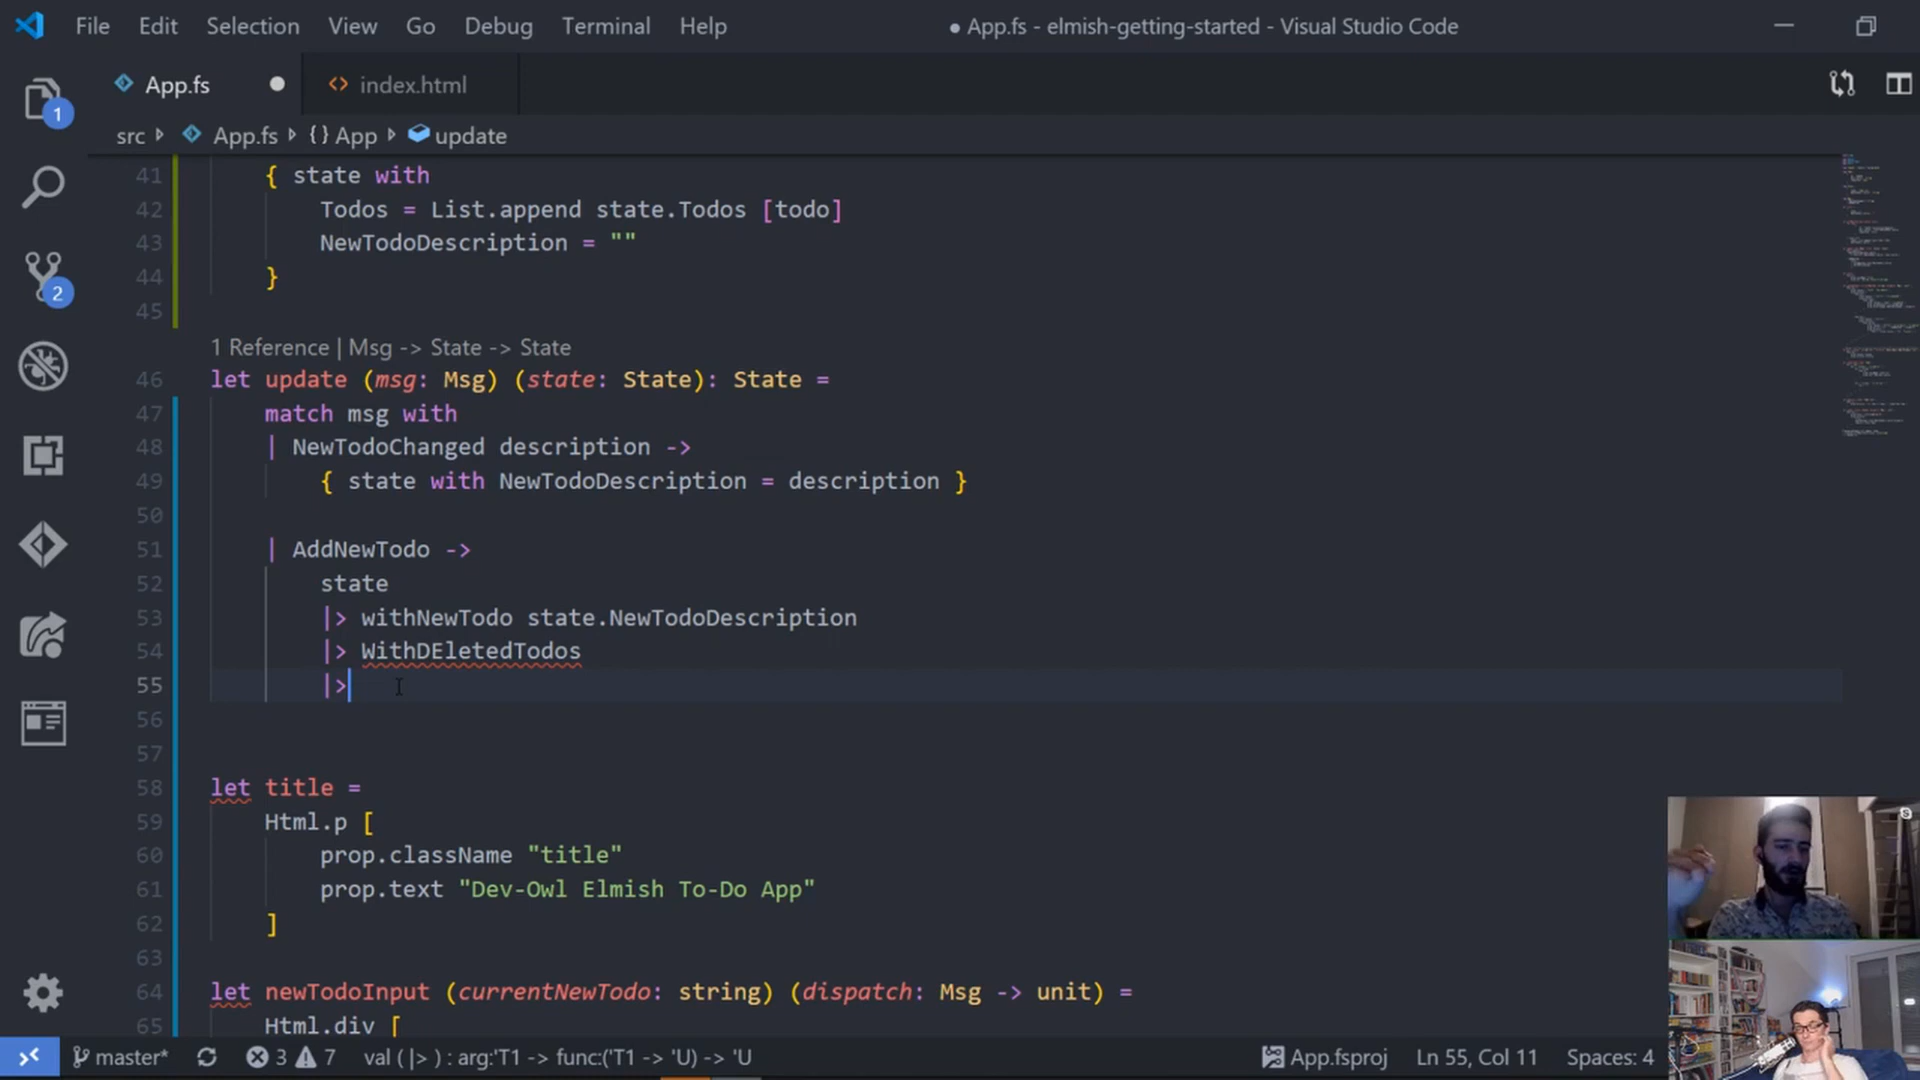 File Edit Selection View Go Debug Terminal Help ● App.fs - elmish-getting-started - Visual Studio Code
App.fs ● <> index.html
src App.fs {} App update
41 { state with
42 Todos = List.append state.Todos [todo]
43 NewTodoDescription = ""
44 }
45
1 Reference | Msg -> State -> State
46 let update (msg: Msg) (state: State): State =
47 match msg with
48 | NewTodoChanged description ->
49 { state with NewTodoDescription = description }
50
51 | AddNewTodo ->
52 state
53 |> withNewTodo state.NewTodoDescription
54 |> WithDEletedTodos
55 |>
56
57
58 let title =
59 Html.p [
60 prop.className "title"
61 prop.text "Dev-Owl Elmish To-Do App"
62 ]
63
64 let newTodoInput (currentNewTodo: string) (dispatch: Msg -> unit) =
65 Html.div [
1
2
master* 3 7 val ( |> ) : arg:'T1 -> func:('T1 -> 'U) -> 'U App.fsproj Ln 55, Col 11 Spaces: 4